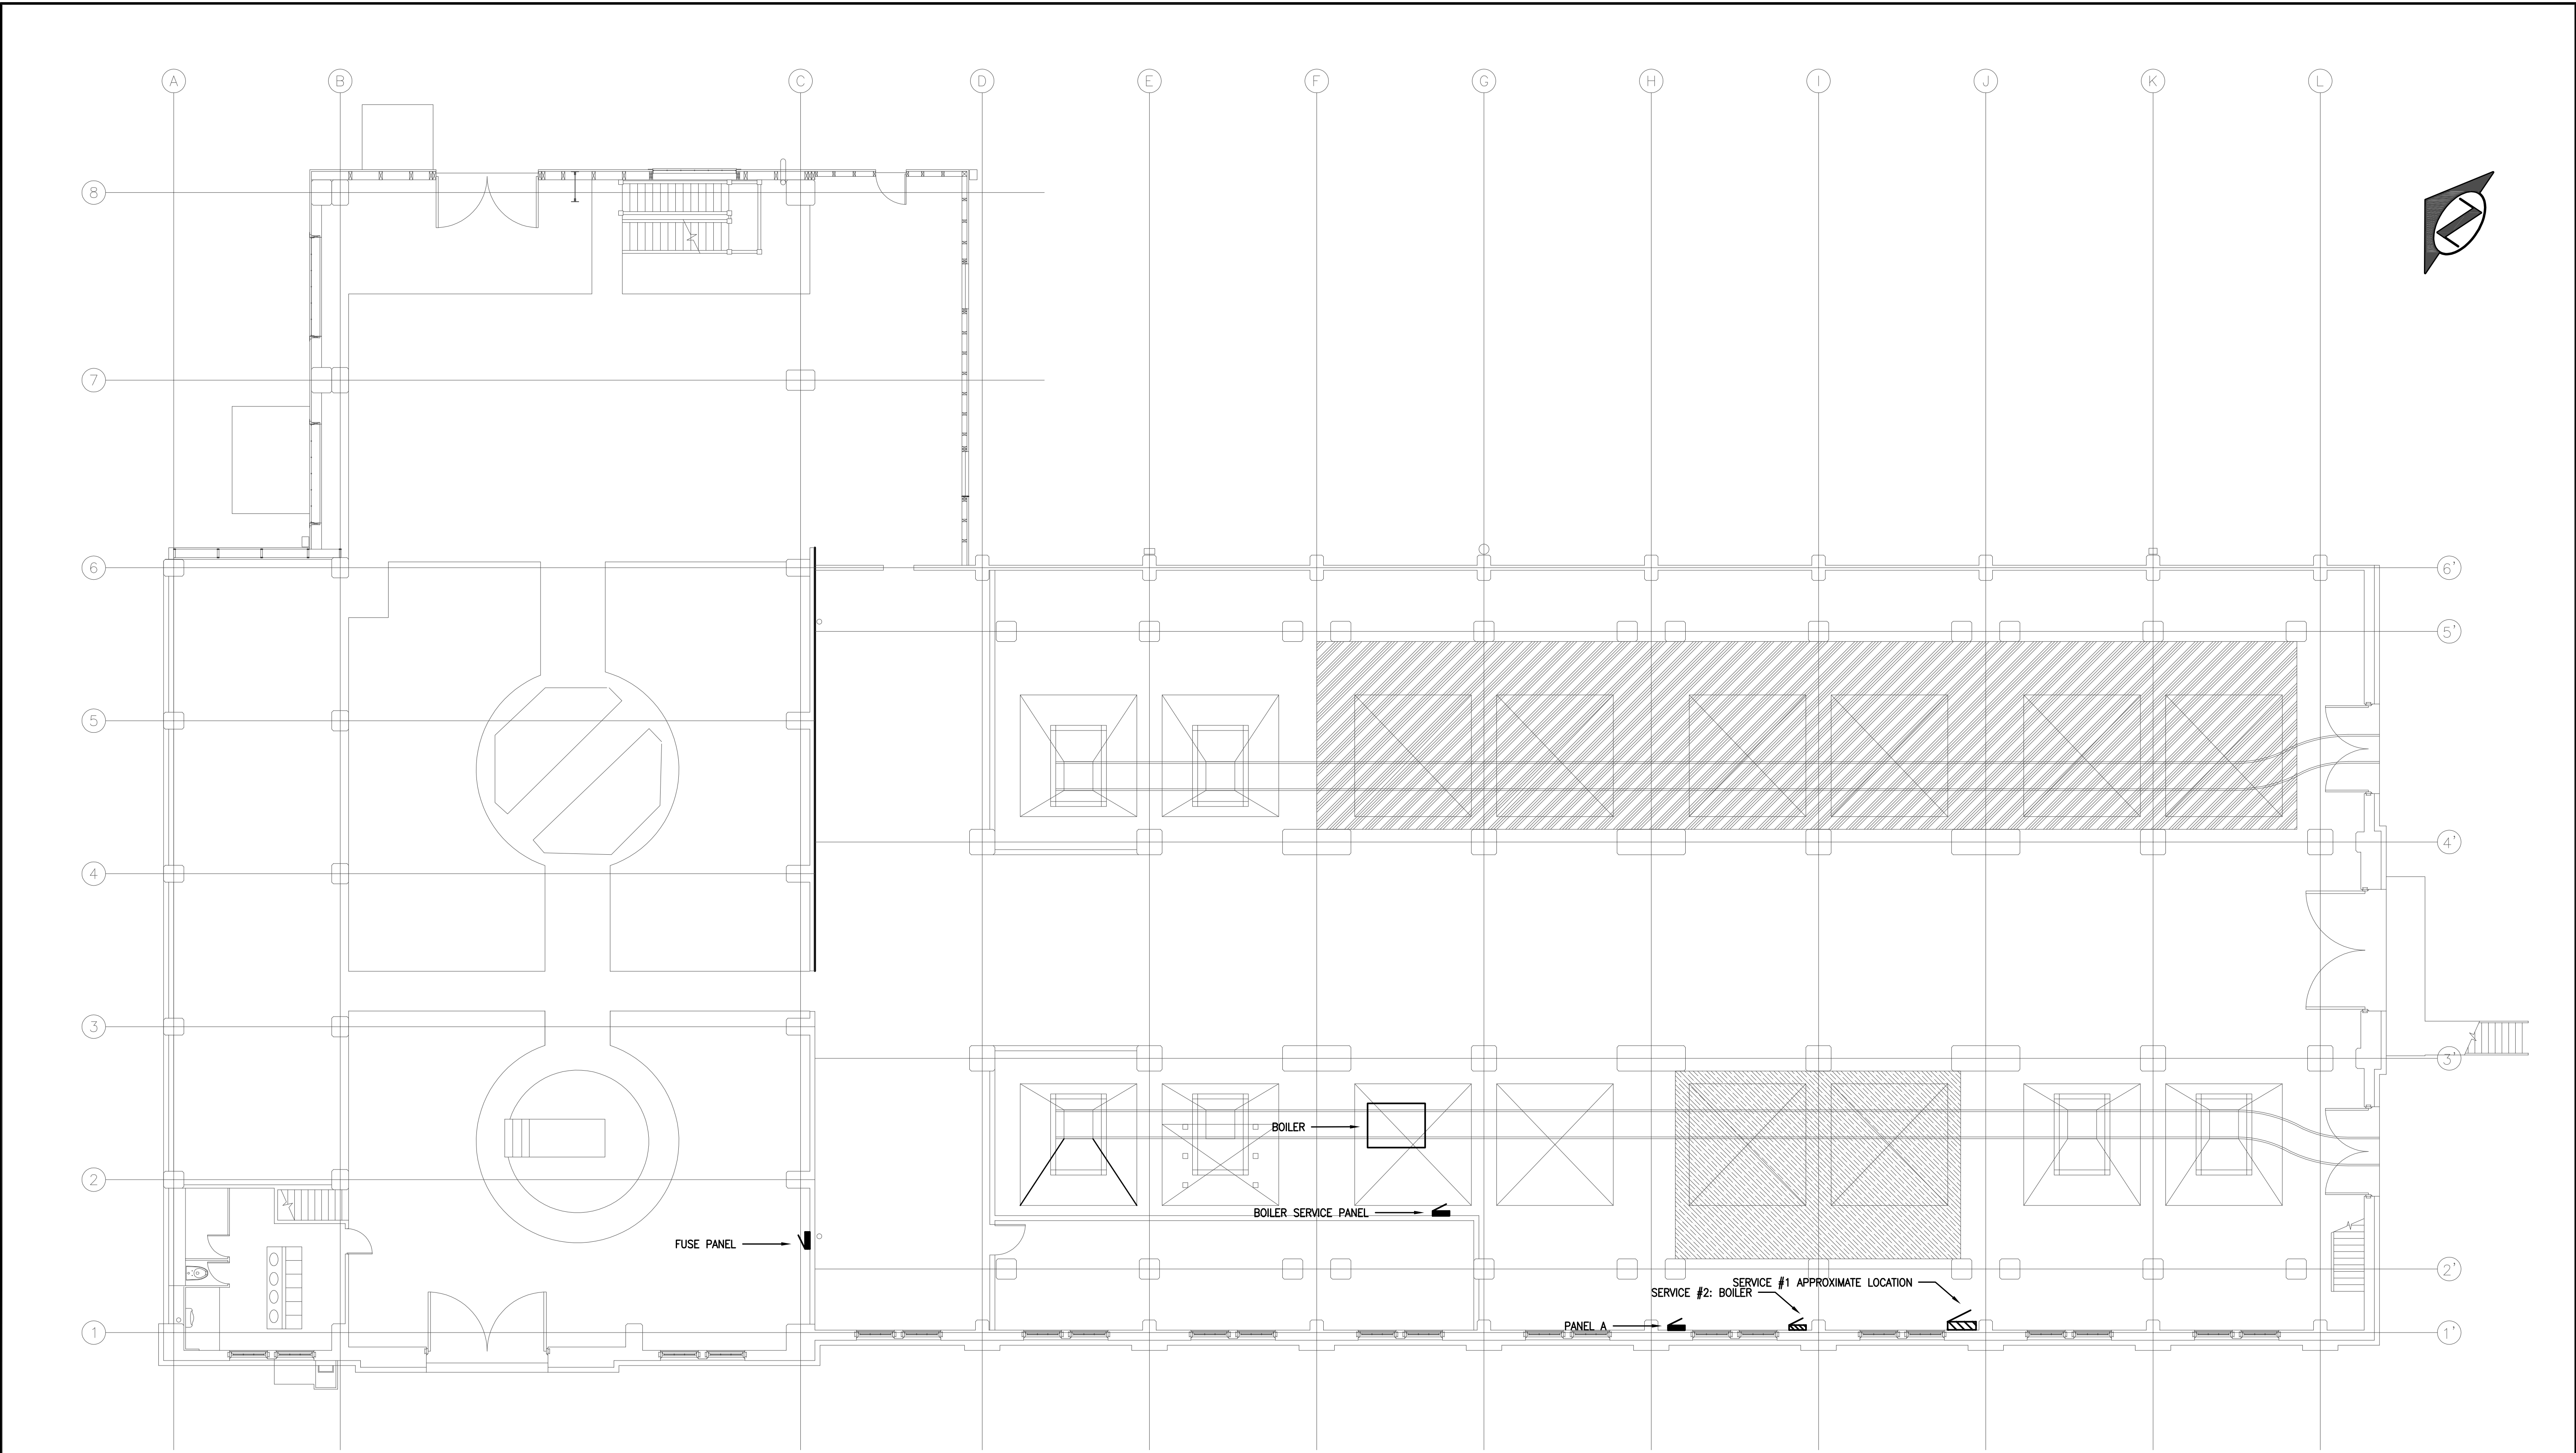 A B C D E F G H I J K L
8
7
6 6'
5'
5
4'
4
3
3'
BOILER
2
BOILER SERVICE PANEL
FUSE PANEL
2'
SERVICE #1 APPROXIMATE LOCATION
SERVICE #2: BOILER
PANEL A
1 1'